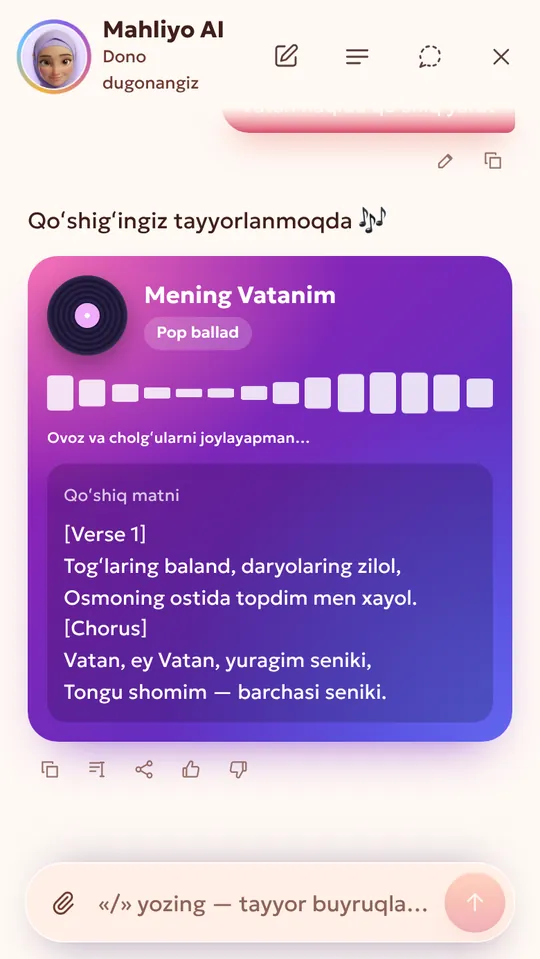 Mahliyo AI
Dono
dugonangiz
Qoʻshigʻingiz tayyorlanmoqda 🎶
Mening Vatanim
Pop ballad
Ovoz va cholgʻularni joylayapman...
Qoʻshiq matni
[Verse 1]
Togʻlaring baland, daryolaring zilol,
Osmoning ostida topdim men xayol.
[Chorus]
Vatan, ey Vatan, yuragim seniki,
Tongu shomim — barchasi seniki.
«/» yozing — tayyor buyruqla...